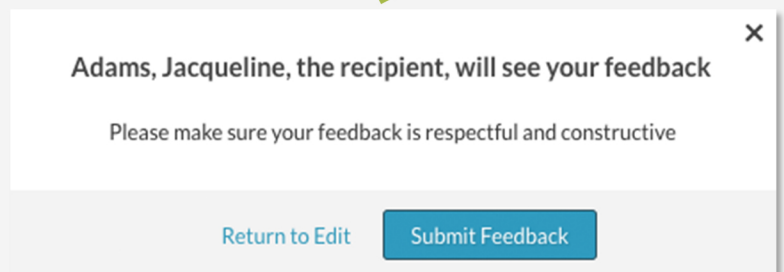 Adams, Jacqueline, the recipient, will see your feedback
Please make sure your feedback is respectful and constructive
Return to Edit
Submit Feedback